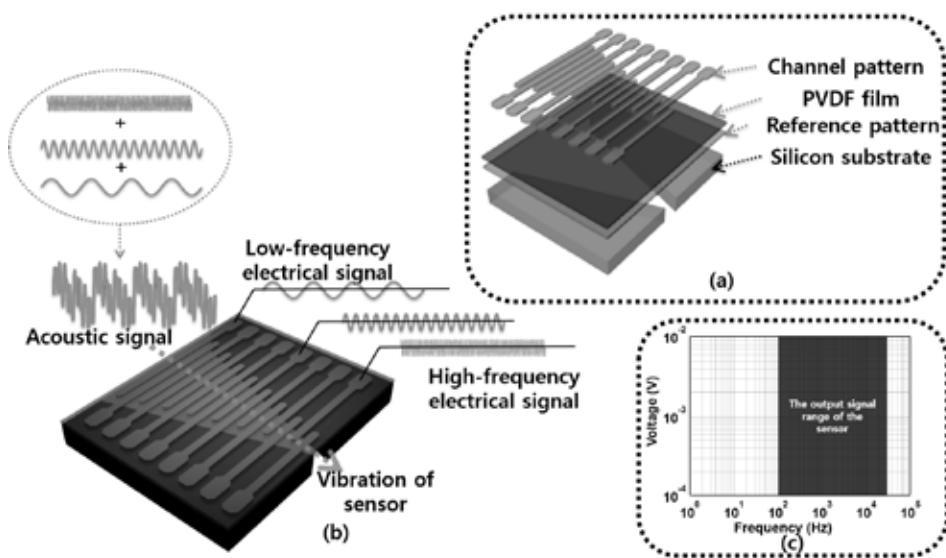 Channel pattern
PVDF film
Reference pattern
Silicon substrate
(a)
+
+
Acoustic signal
Low-frequency
electrical signal
High-frequency
electrical signal
Vibration of
sensor
(b)
Voltage (V)
10⁻²
10⁻³
10⁻⁴
The output signal
range of the
sensor
10⁰ 10¹ 10² 10³ 10⁴ 10⁵
Frequency (Hz)
(c)